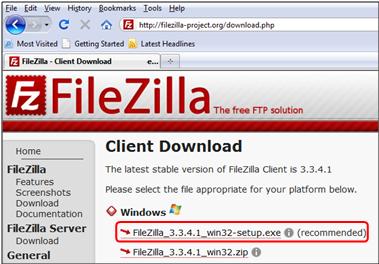 File Edit View History Bookmarks Tools Help
http://filezilla-project.org/download.php
Most Visited Getting Started Latest Headlines
Fz FileZilla - Client Download e...
Fz FileZilla The free FTP solution
Home
FileZilla
Features
Screenshots
Download
Documentation
FileZilla Server
Download
General
Client Download
The latest stable version of FileZilla Client is 3.3.4.1
Please select the file appropriate for your platform below.
Windows
FileZilla_3.3.4.1_win32-setup.exe i (recommended)
FileZilla_3.3.4.1_win32.zip i